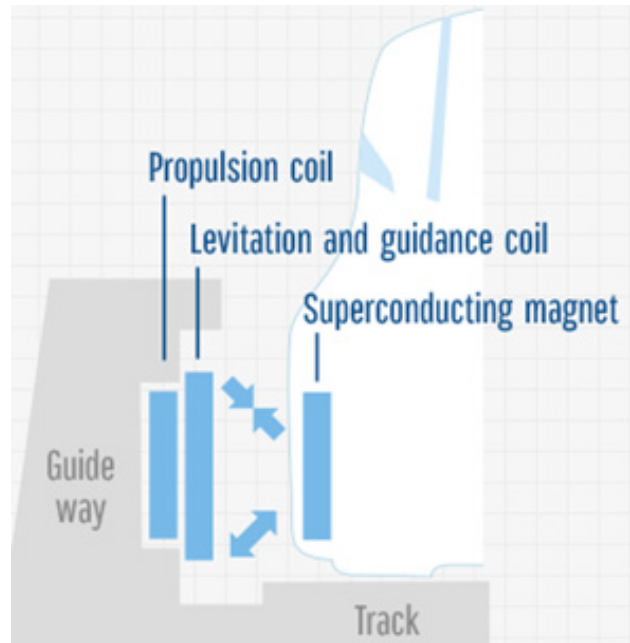 Propulsion coil
Levitation and guidance coil
Superconducting magnet
Guide
way
Track